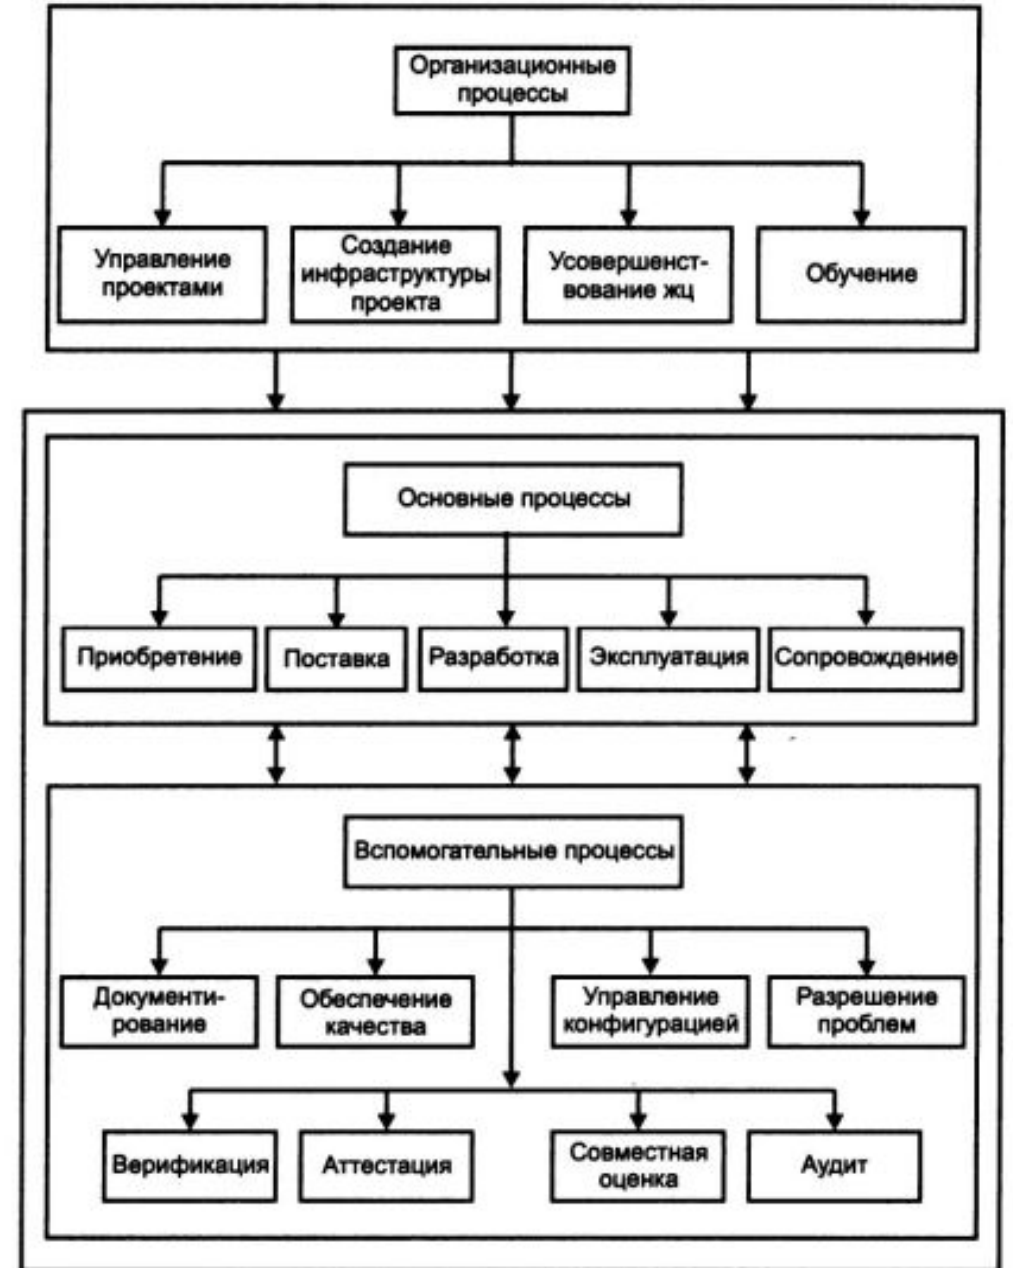 Организационные
процессы
Управление
проектами
Создание
инфраструктуры
проекта
Усовершенст-
вование жц
Обучение
Основные процессы
Приобретение
Поставка
Разработка
Эксплуатация
Сопровождение
Вспомогательные процессы
Документи-
рование
Обеспечение
качества
Управление
конфигурацией
Разрешение
проблем
Верификация
Аттестация
Совместная
оценка
Аудит